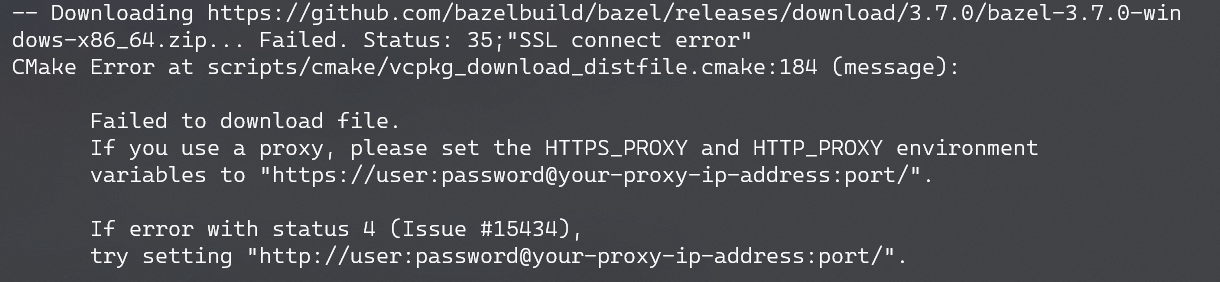 -- Downloading https://github.com/bazelbuild/bazel/releases/download/3.7.0/bazel-3.7.0-win
dows-x86_64.zip... Failed. Status: 35;"SSL connect error"
CMake Error at scripts/cmake/vcpkg_download_distfile.cmake:184 (message):
Failed to download file.
If you use a proxy, please set the HTTPS_PROXY and HTTP_PROXY environment
variables to "https://user:password@your-proxy-ip-address:port/".
If error with status 4 (Issue #15434),
try setting "http://user:password@your-proxy-ip-address:port/".